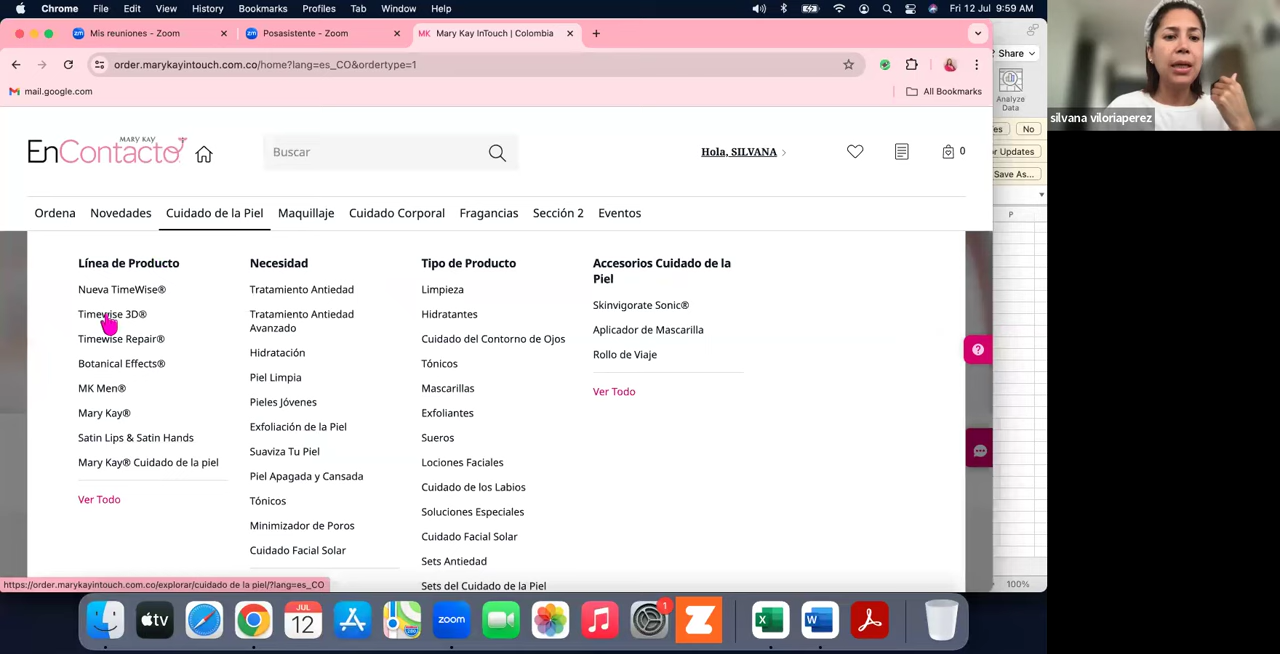 Chrome File Edit View History Bookmarks Profiles Tab Window Help Fri 12 Jul 9:59 AM
Mis reuniones - Zoom
Posasistente - Zoom
MK Mary Kay InTouch | Colombia
order.marykayintouch.com.co/home?lang=es_CO&ordertype=1
mail.google.com
All Bookmarks
Share
Analyze
Data
es No
r Updates
Save As...
P
100%
silvana viloriaperez
MARY KAY
EnContacto
Buscar
Hola, SILVANA
0
Ordena Novedades Cuidado de la Piel Maquillaje Cuidado Corporal Fragancias Sección 2 Eventos
Línea de Producto
Nueva TimeWise®
Timewise 3D®
Timewise Repair®
Botanical Effects®
MK Men®
Mary Kay®
Satin Lips & Satin Hands
Mary Kay® Cuidado de la piel
Ver Todo
Necesidad
Tratamiento Antiedad
Tratamiento Antiedad
Avanzado
Hidratación
Piel Limpia
Pieles Jóvenes
Exfoliación de la Piel
Suaviza Tu Piel
Piel Apagada y Cansada
Tónicos
Minimizador de Poros
Cuidado Facial Solar
Tipo de Producto
Limpieza
Hidratantes
Cuidado del Contorno de Ojos
Tónicos
Mascarillas
Exfoliantes
Sueros
Lociones Faciales
Cuidado de los Labios
Soluciones Especiales
Cuidado Facial Solar
Sets Antiedad
Sets del Cuidado de la Piel
Accesorios Cuidado de la
Piel
Skinvigorate Sonic®
Aplicador de Mascarilla
Rollo de Viaje
Ver Todo
https://order.marykayintouch.com.co/explorar/cuidado de la piel/?lang=es_CO
tv
JUL
12
zoom
1